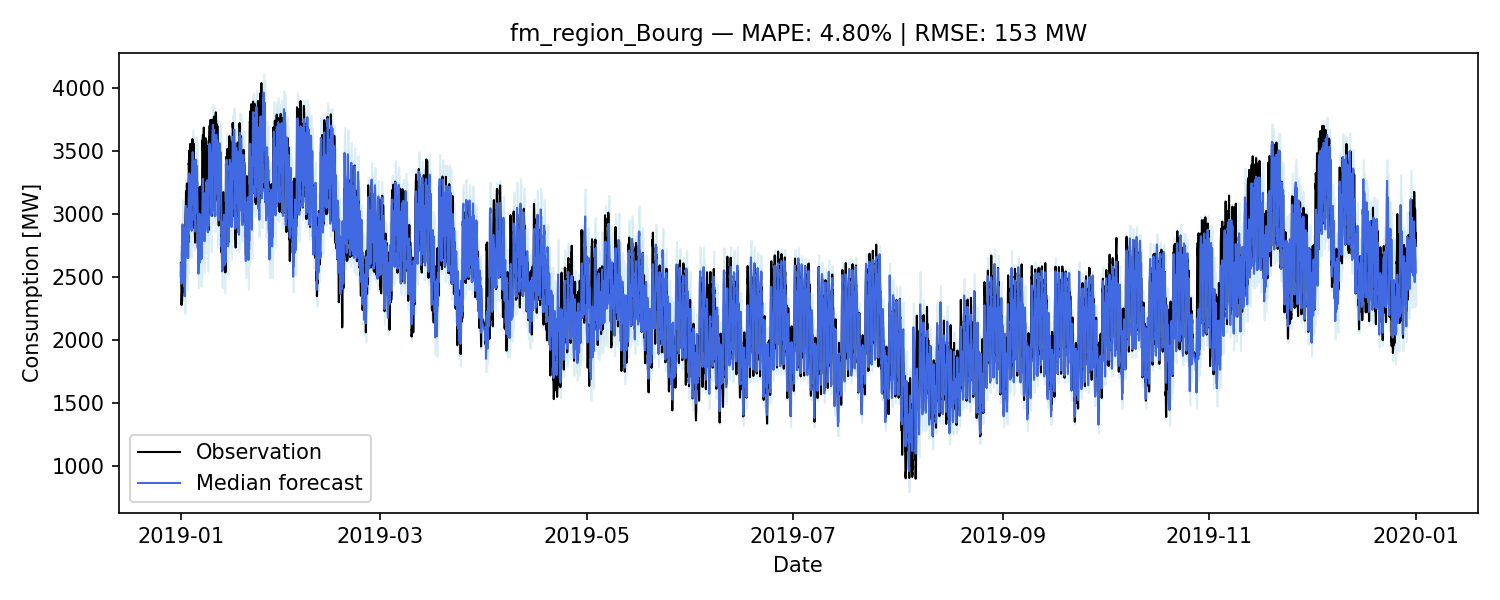 fm_region_Bourg — MAPE: 4.80% | RMSE: 153 MW
Consumption [MW]
4000
3500
3000
2500
2000
1500
1000
Observation
Median forecast
2019-01 2019-03 2019-05 2019-07 2019-09 2019-11 2020-01
Date